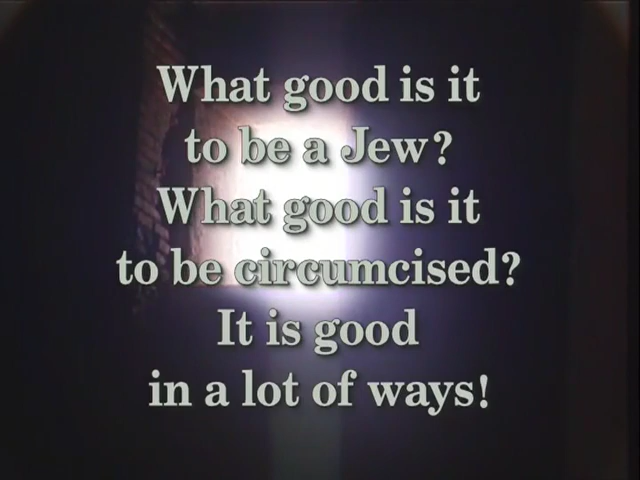 What good is it
to be a Jew?
What good is it
to be circumcised?
It is good
in a lot of ways!